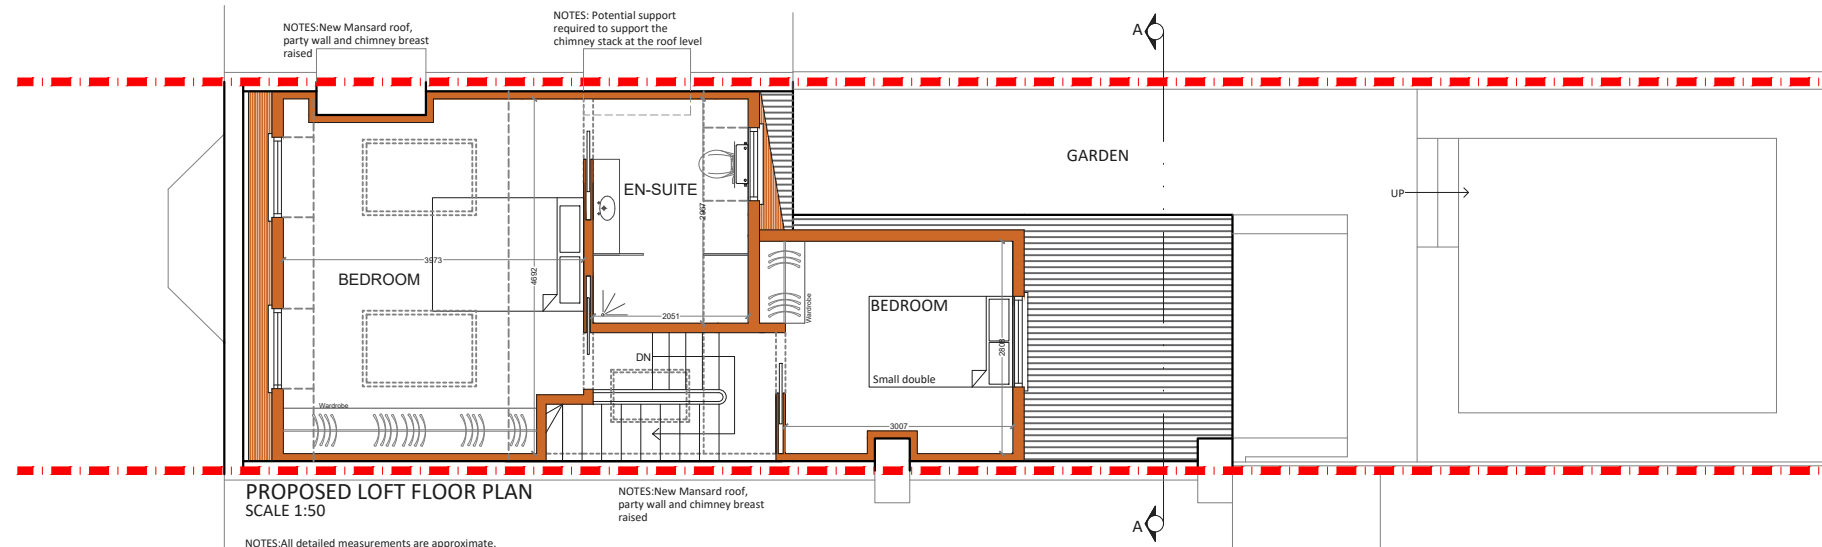 NOTES:New Mansard roof,
party wall and chimney breast
raised
NOTES: Potential support
required to support the
chimney stack at the roof level
A
GARDEN
UP
EN-SUITE
2967
3973
BEDROOM
4692
2051
Wardrobe
BEDROOM
2808
Small double
DN
Wardrobe
3007
PROPOSED LOFT FLOOR PLAN
SCALE 1:50
NOTES:New Mansard roof,
party wall and chimney breast
raised
A
NOTES:All detailed measurements are approximate.